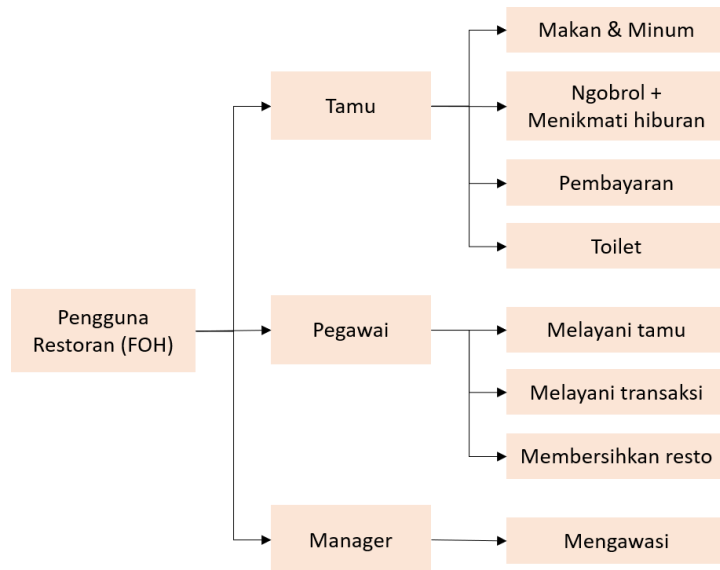 Makan & Minum
Tamu
Ngobrol +
Menikmati hiburan
Pembayaran
Toilet
Pengguna
Restoran (FOH)
Pegawai
Melayani tamu
Melayani transaksi
Membersihkan resto
Manager
Mengawasi